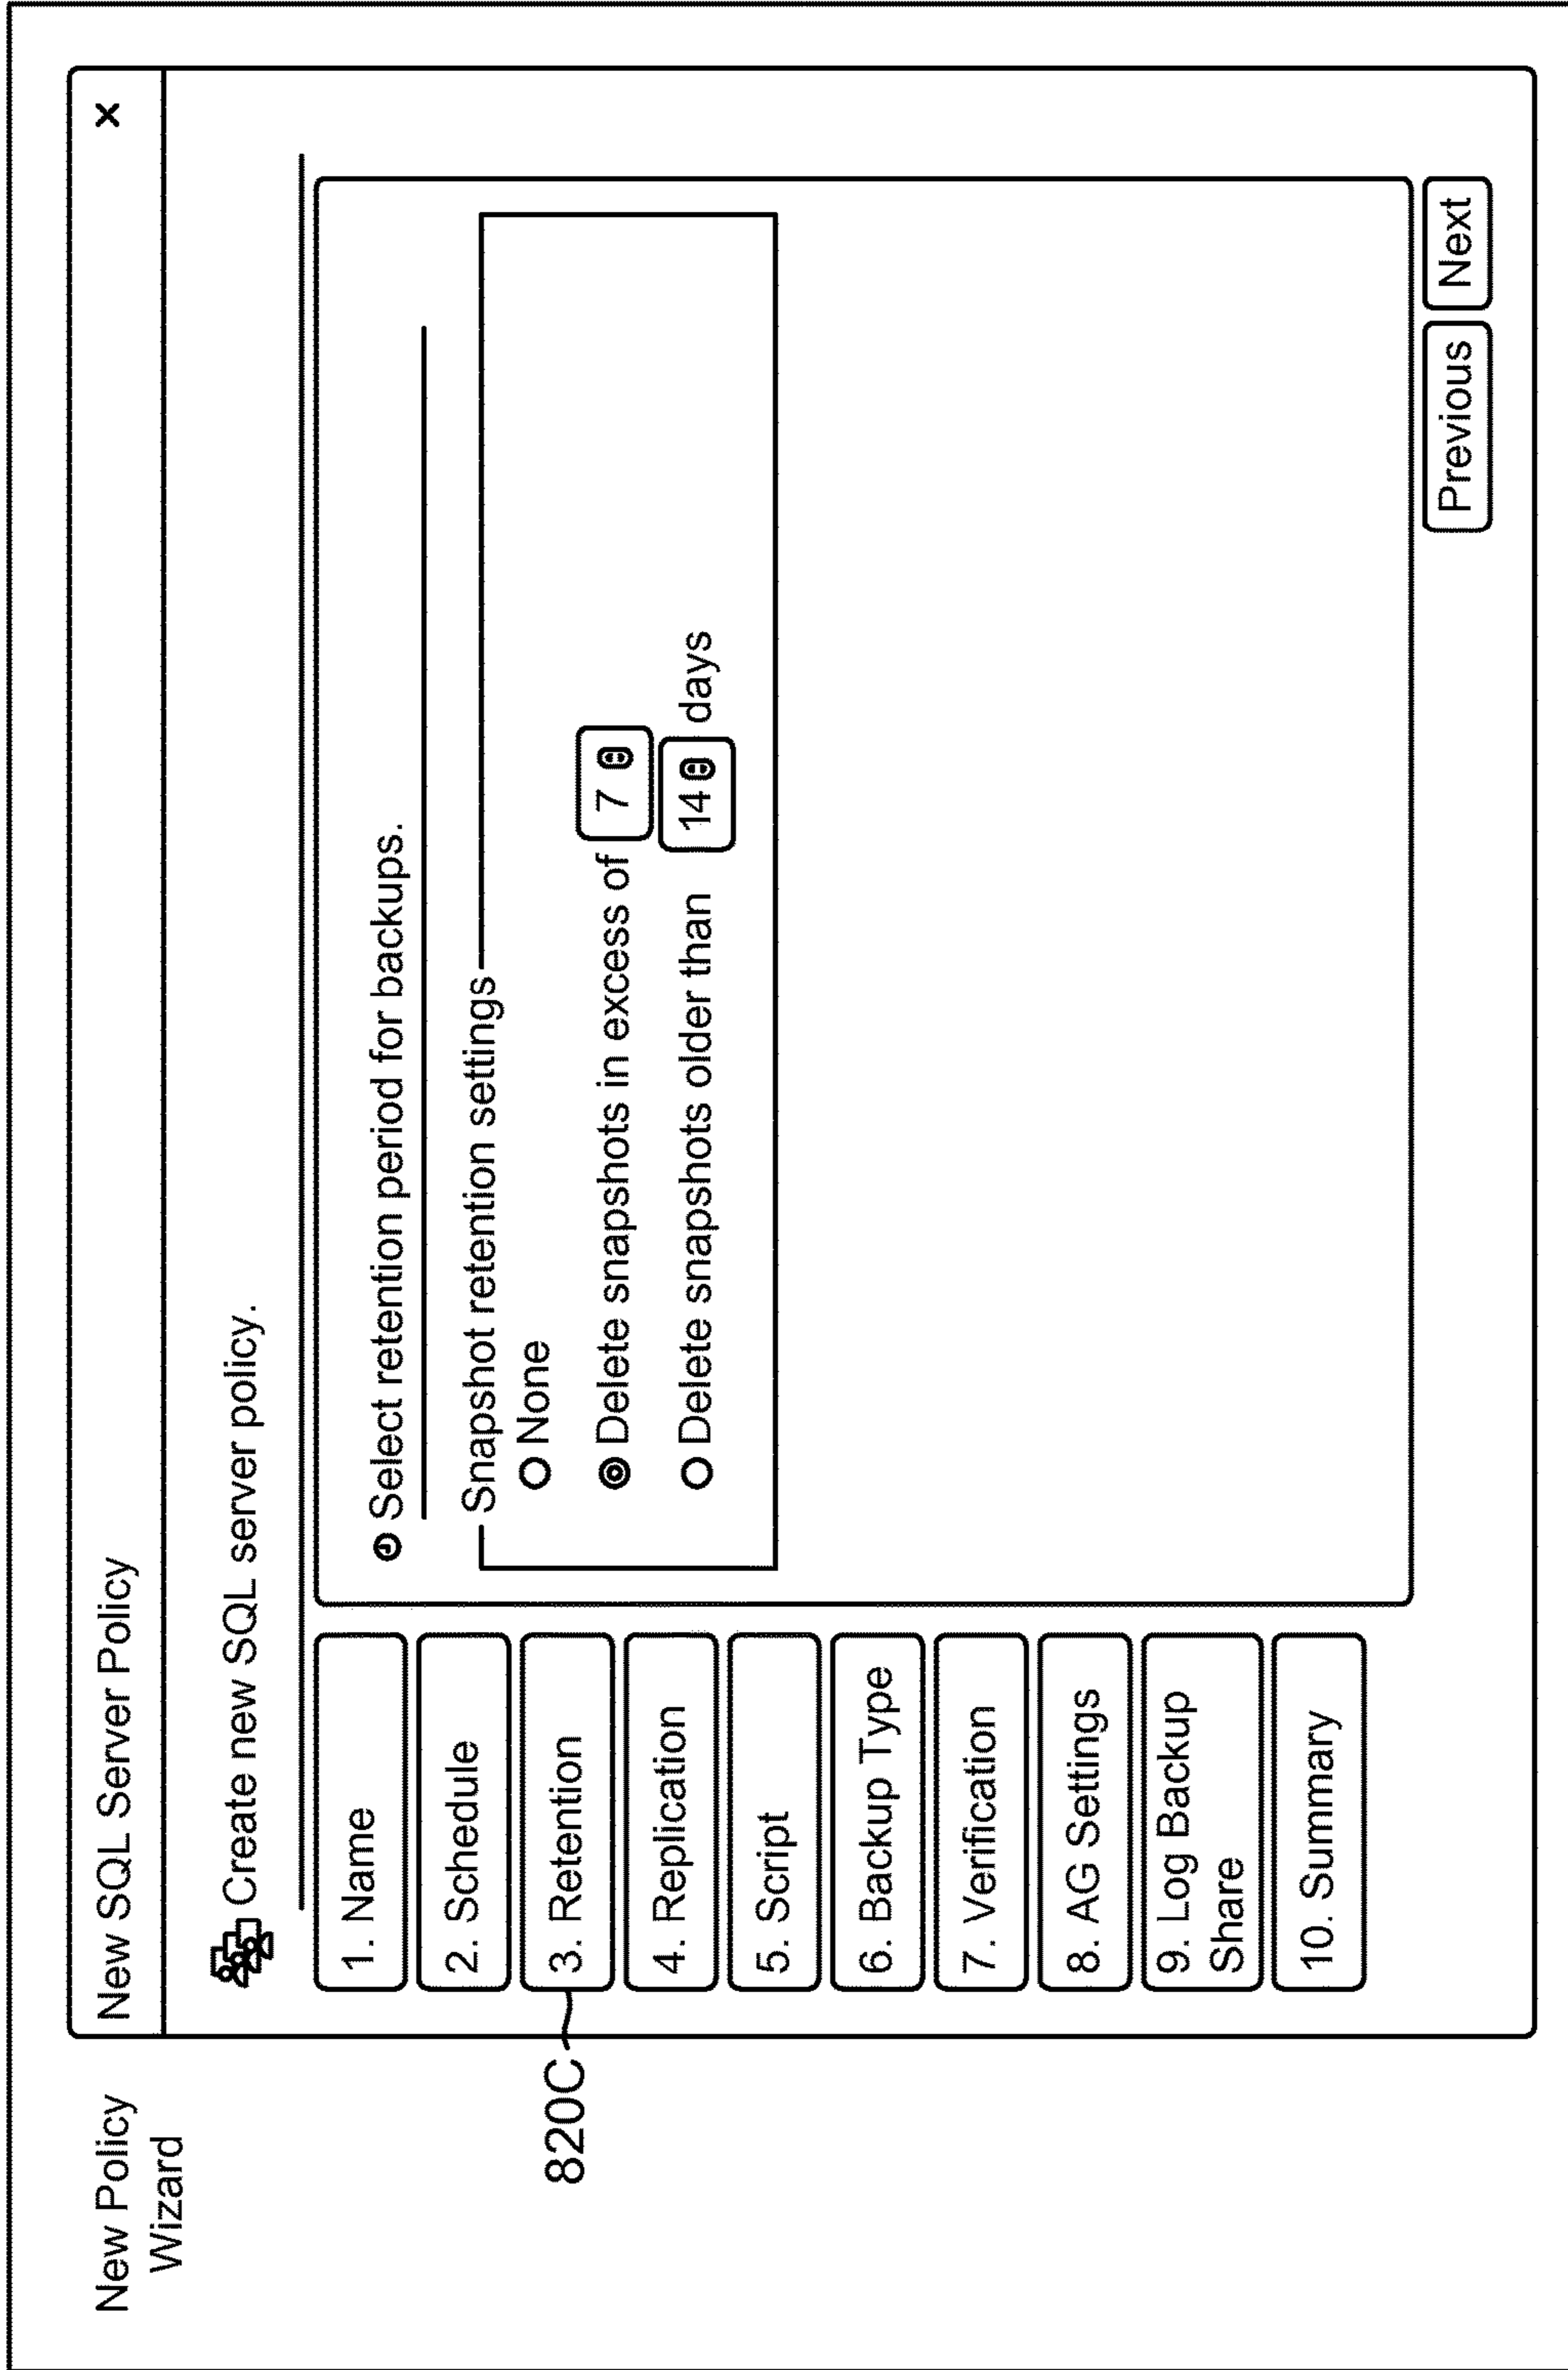 New Policy
Wizard
New SQL Server Policy
x
Create new SQL server policy.
1. Name
2. Schedule
820C
3. Retention
4. Replication
5. Script
6. Backup Type
7. Verification
8. AG Settings
9. Log Backup
Share
10. Summary
Select retention period for backups.
Snapshot retention settings
None
Delete snapshots in excess of 7
Delete snapshots older than 14 days
Previous Next